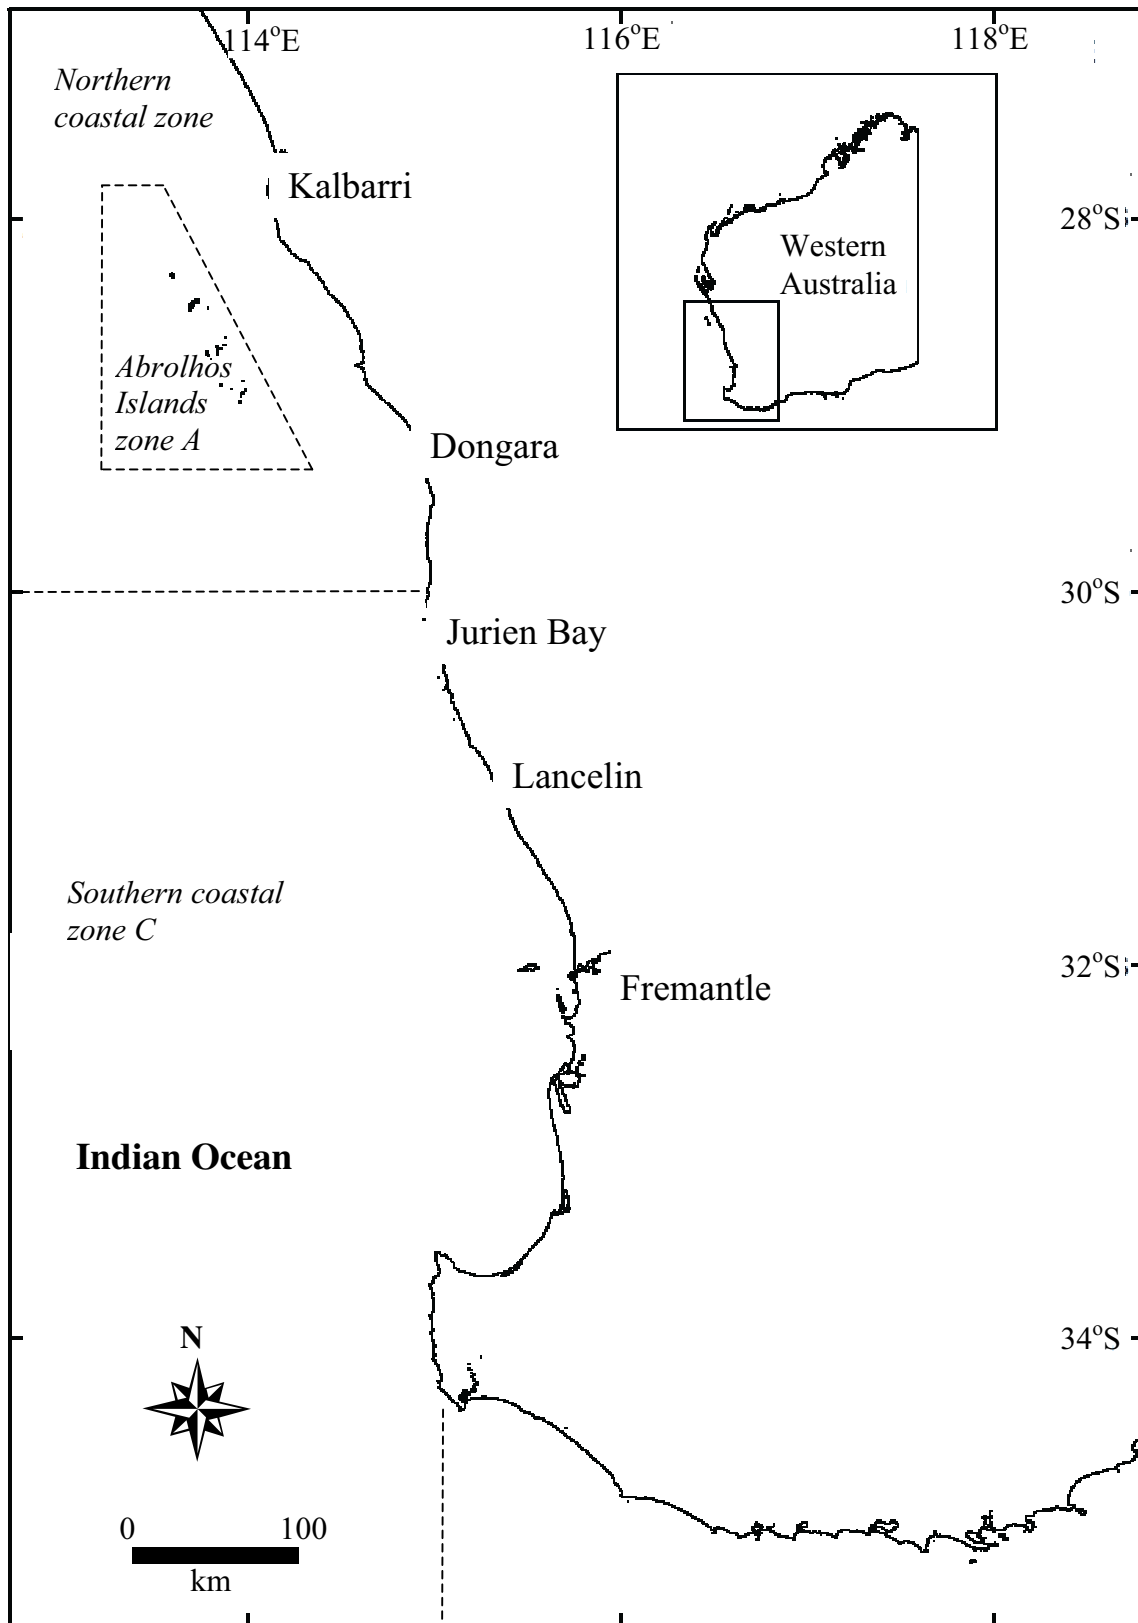 114°E
116°E
118°E
Northern
coastal zone
Kalbarri
28°S
Western
Australia
Abrolhos
Islands
zone A
Dongara
30°S
Jurien Bay
Lancelin
Southern coastal
zone C
32°S
Fremantle
Indian Ocean
34°S
N
0 100
km